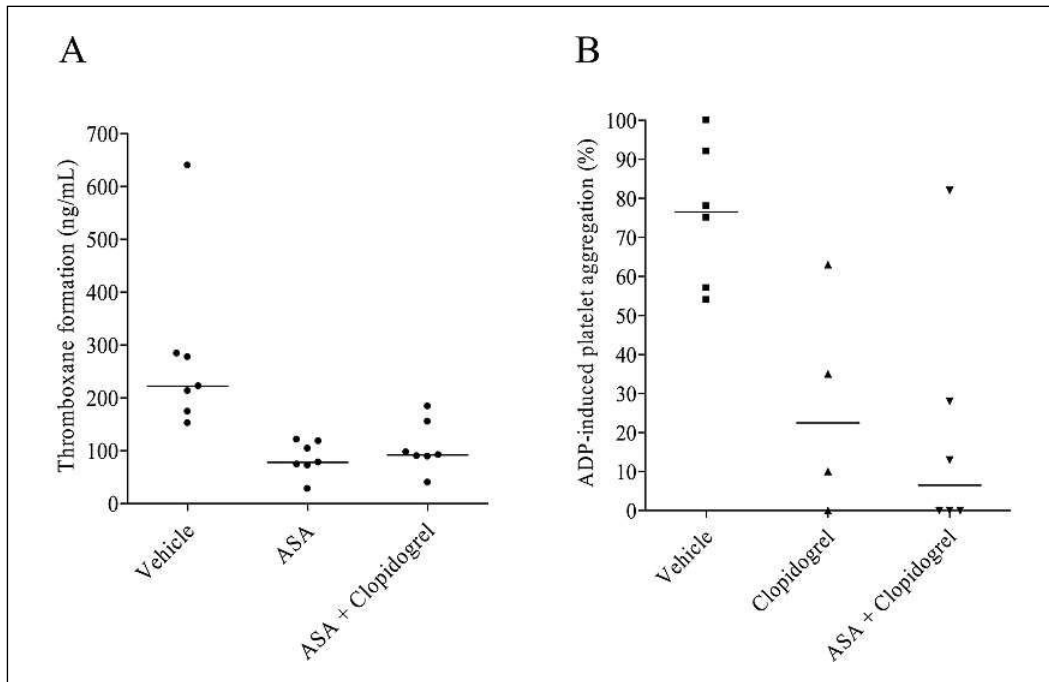 A
Thromboxane formation (ng/mL)
700
600
500
400
300
200
100
0
Vehicle
ASA
ASA + Clopidogrel
B
ADP-induced platelet aggregation (%)
100
90
80
70
60
50
40
30
20
10
0
Vehicle
Clopidogrel
ASA + Clopidogrel